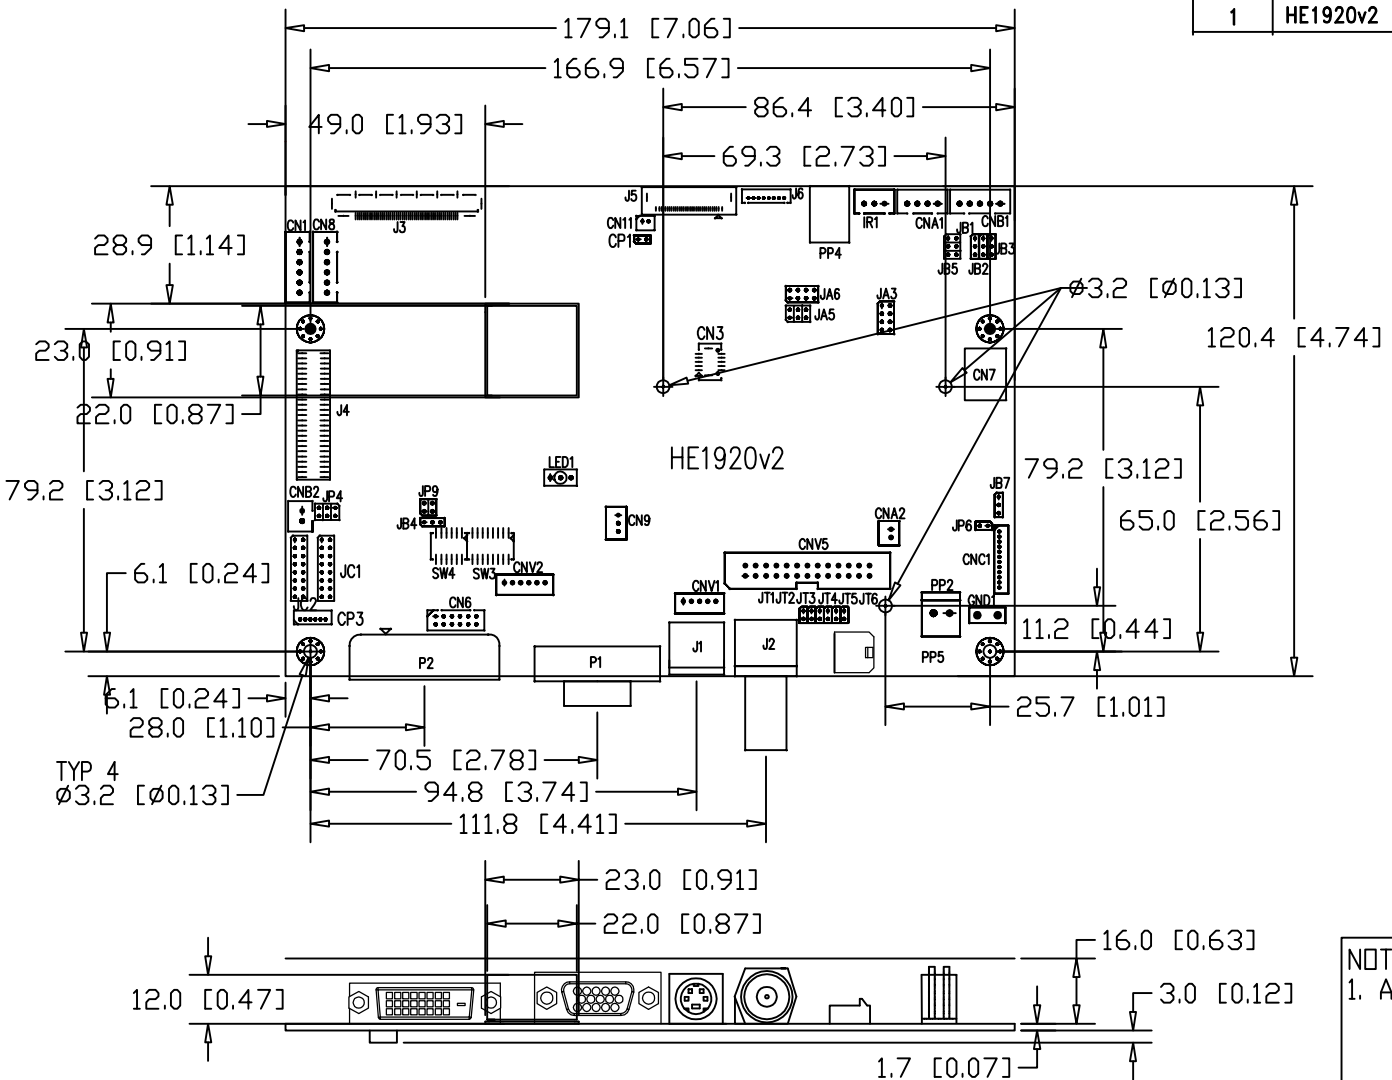 1 HE1920v2
179.1 [7.06]
166.9 [6.57]
86.4 [3.40]
49.0 [1.93]
69.3 [2.73]
J5 J6
J3 CN11 IR1 CNA1 CNB1
CN1 CN8 CP1 PP4 JB1 JB3
28.9 [1.14]
JB5 JB2
JA6 JA3
Ø3.2 [Ø0.13]
JA5
CN3
120.4 [4.74]
23.0 [0.91]
CN7
22.0 [0.87]
J4
HE1920v2
LED1
79.2 [3.12]
79.2 [3.12]
JB7
CNB2 JP4 JP9
JB4 CN9 CNA2 JP6
65.0 [2.56]
CNV5
CNC1
6.1 [0.24]
JC1 SW4 SW3 CNV2
CNV1 PP2
JC2 CN6 JT1 JT2 JT3 JT4 JT5 JT6 GND1
CP3
11.2 [0.44]
P2 P1 J1 J2 PP5
6.1 [0.24]
25.7 [1.01]
28.0 [1.10]
70.5 [2.78]
TYP 4
Ø3.2 [Ø0.13]
94.8 [3.74]
111.8 [4.41]
23.0 [0.91]
22.0 [0.87]
16.0 [0.63]
12.0 [0.47]
3.0 [0.12]
1.7 [0.07]
NOT
1. A